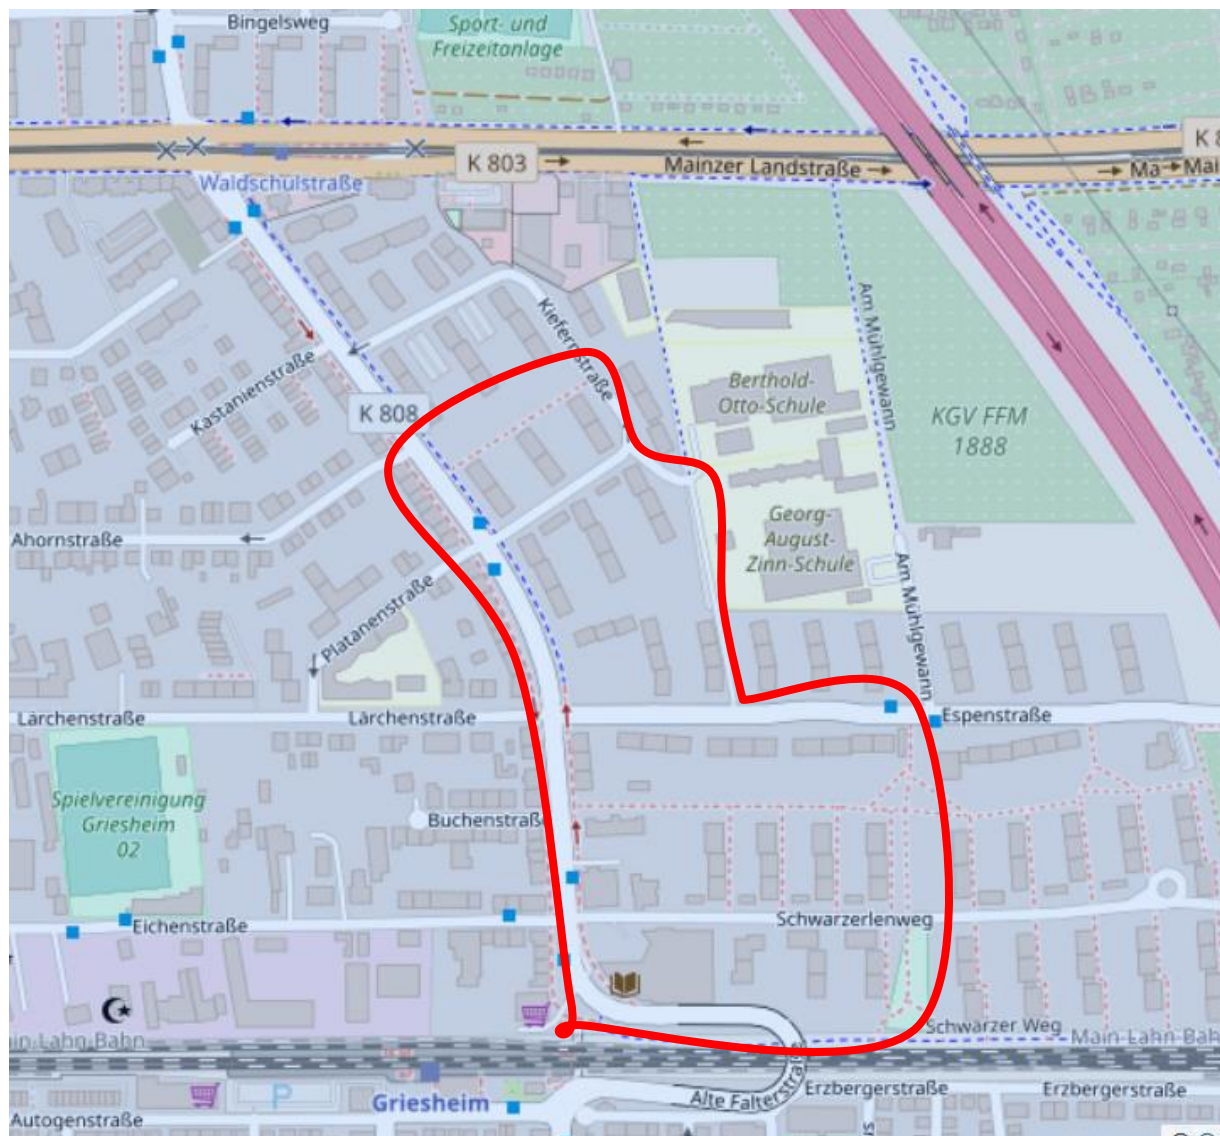 Bingelsweg
Sport- und
Freizeitanlage
K 803
Mainzer Landstraße
Ma
Mai
K 8
Waldschulstraße
Kiefernstraße
Am Mühlgewann
Kastanienstraße
K 808
Berthold-
Otto-Schule
KGV FFM
1888
Ahornstraße
Georg-
August-
Zinn-Schule
Am Mühlgewann
Platanenstraße
Lärchenstraße
Lärchenstraße
Espenstraße
Spielvereinigung
Griesheim
02
Buchenstraße
Eichenstraße
Schwarzerlenweg
Schwarzer Weg
in-Lahn-Bahn
Main-Lahn-Bah
Griesheim
P
Alte Falterstraße
Erzbergerstraße
Erzbergerstraße
Autogenstraße